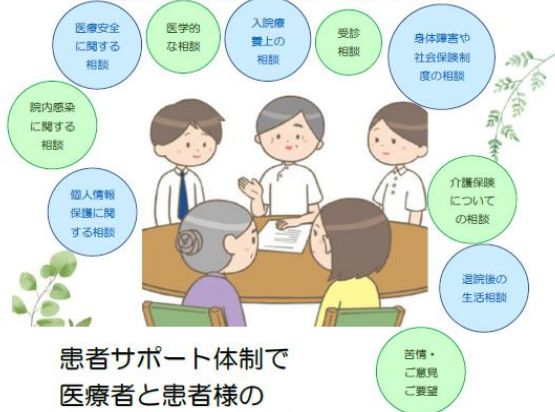 医療安全
に関する
相談
医学的
な相談
入院療
養上の
相談
受診
相談
身体障害や
社会保険制
度の相談
院内感染
に関する
相談
個人情報
保護に関
する相談
介護保険
について
の相談
退院後の
生活相談
苦情・
ご意見
ご要望
患者サポート体制で
医療者と患者様の